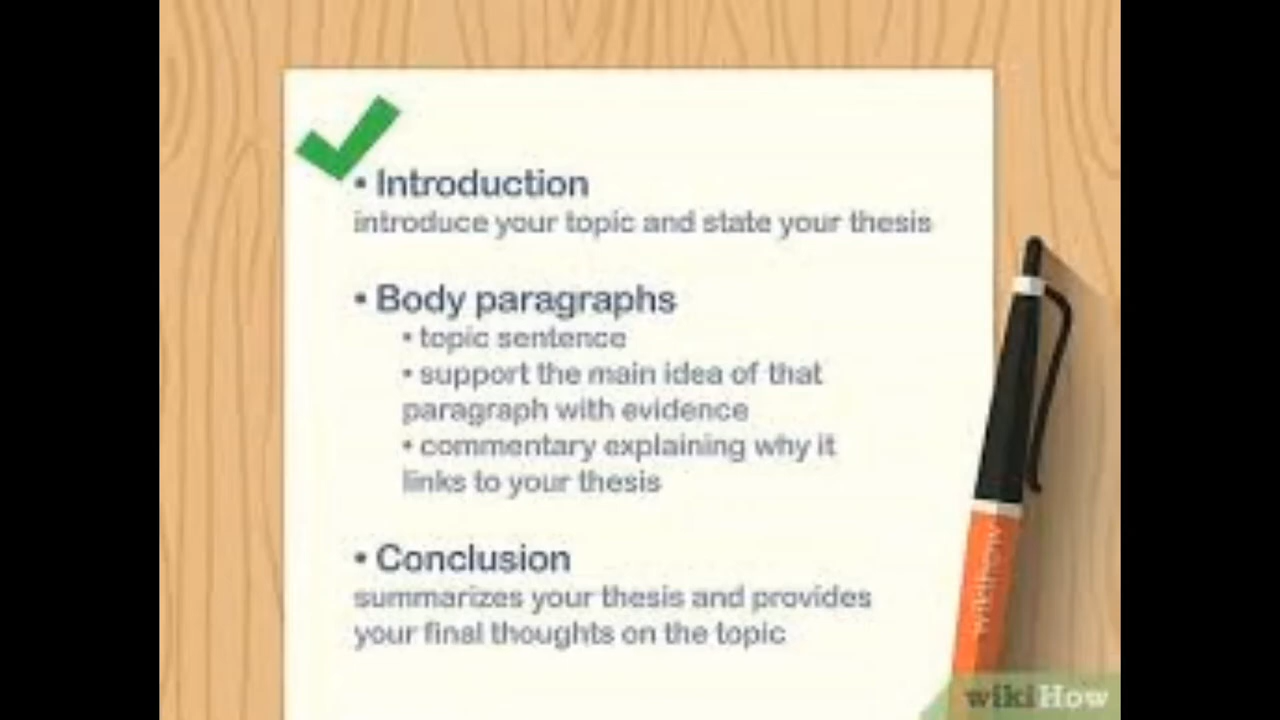 • Introduction
introduce your topic and state your thesis
• Body paragraphs
• topic sentence
• support the main idea of that
paragraph with evidence
• commentary explaining why it
links to your thesis
• Conclusion
summarizes your thesis and provides
your final thoughts on the topic
wikiHow
wikiHow